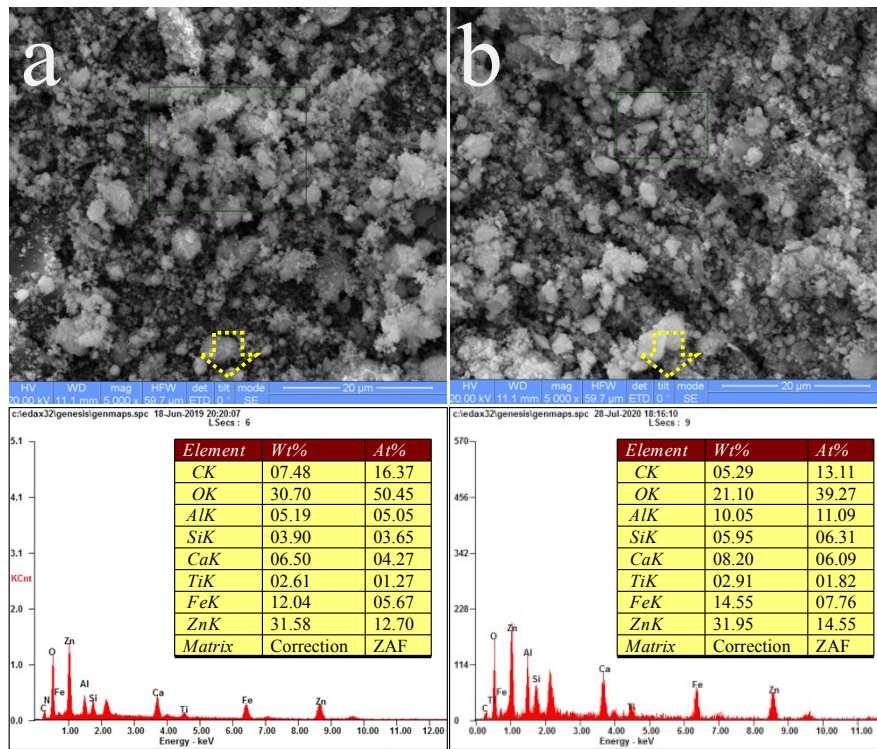 a
b
HV WD mag HFW det tilt mode
20.00 kV 11.1 mm 5 000 x 59.7 µm ETD 0 ° SE
20 µm
HV WD mag HFW det tilt mode
20.00 kV 11.1 mm 5 000 x 59.7 µm ETD 0 ° SE
20 µm
c:\edax32\genesis\genmaps.spc 18-Jun-2019 20:20:07
LSecs : 6
Element Wt% At%
CK 07.48 16.37
OK 30.70 50.45
AlK 05.19 05.05
SiK 03.90 03.65
CaK 06.50 04.27
TiK 02.61 01.27
FeK 12.04 05.67
ZnK 31.58 12.70
Matrix Correction ZAF
5.1
4.1
3.1
KCnt
2.0
1.0
0.0
C
N
O
Fe
Zn
Al
Si
Ca
Ti
Fe
Zn
1.00 2.00 3.00 4.00 5.00 6.00 7.00 8.00 9.00 10.00 11.00 12.00
Energy - keV
c:\edax32\genesis\genmaps.spc 28-Jul-2020 18:16:10
LSecs : 9
Element Wt% At%
CK 05.29 13.11
OK 21.10 39.27
AlK 10.05 11.09
SiK 05.95 06.31
CaK 08.20 06.09
TiK 02.91 01.82
FeK 14.55 07.76
ZnK 31.95 14.55
Matrix Correction ZAF
570
456
342
228
114
0
C
Ti
O
Fe
Zn
Al
Si
Ca
Ti
Fe
Zn
0.00 1.00 2.00 3.00 4.00 5.00 6.00 7.00 8.00 9.00 10.00 11.00 12.00
Energy - keV